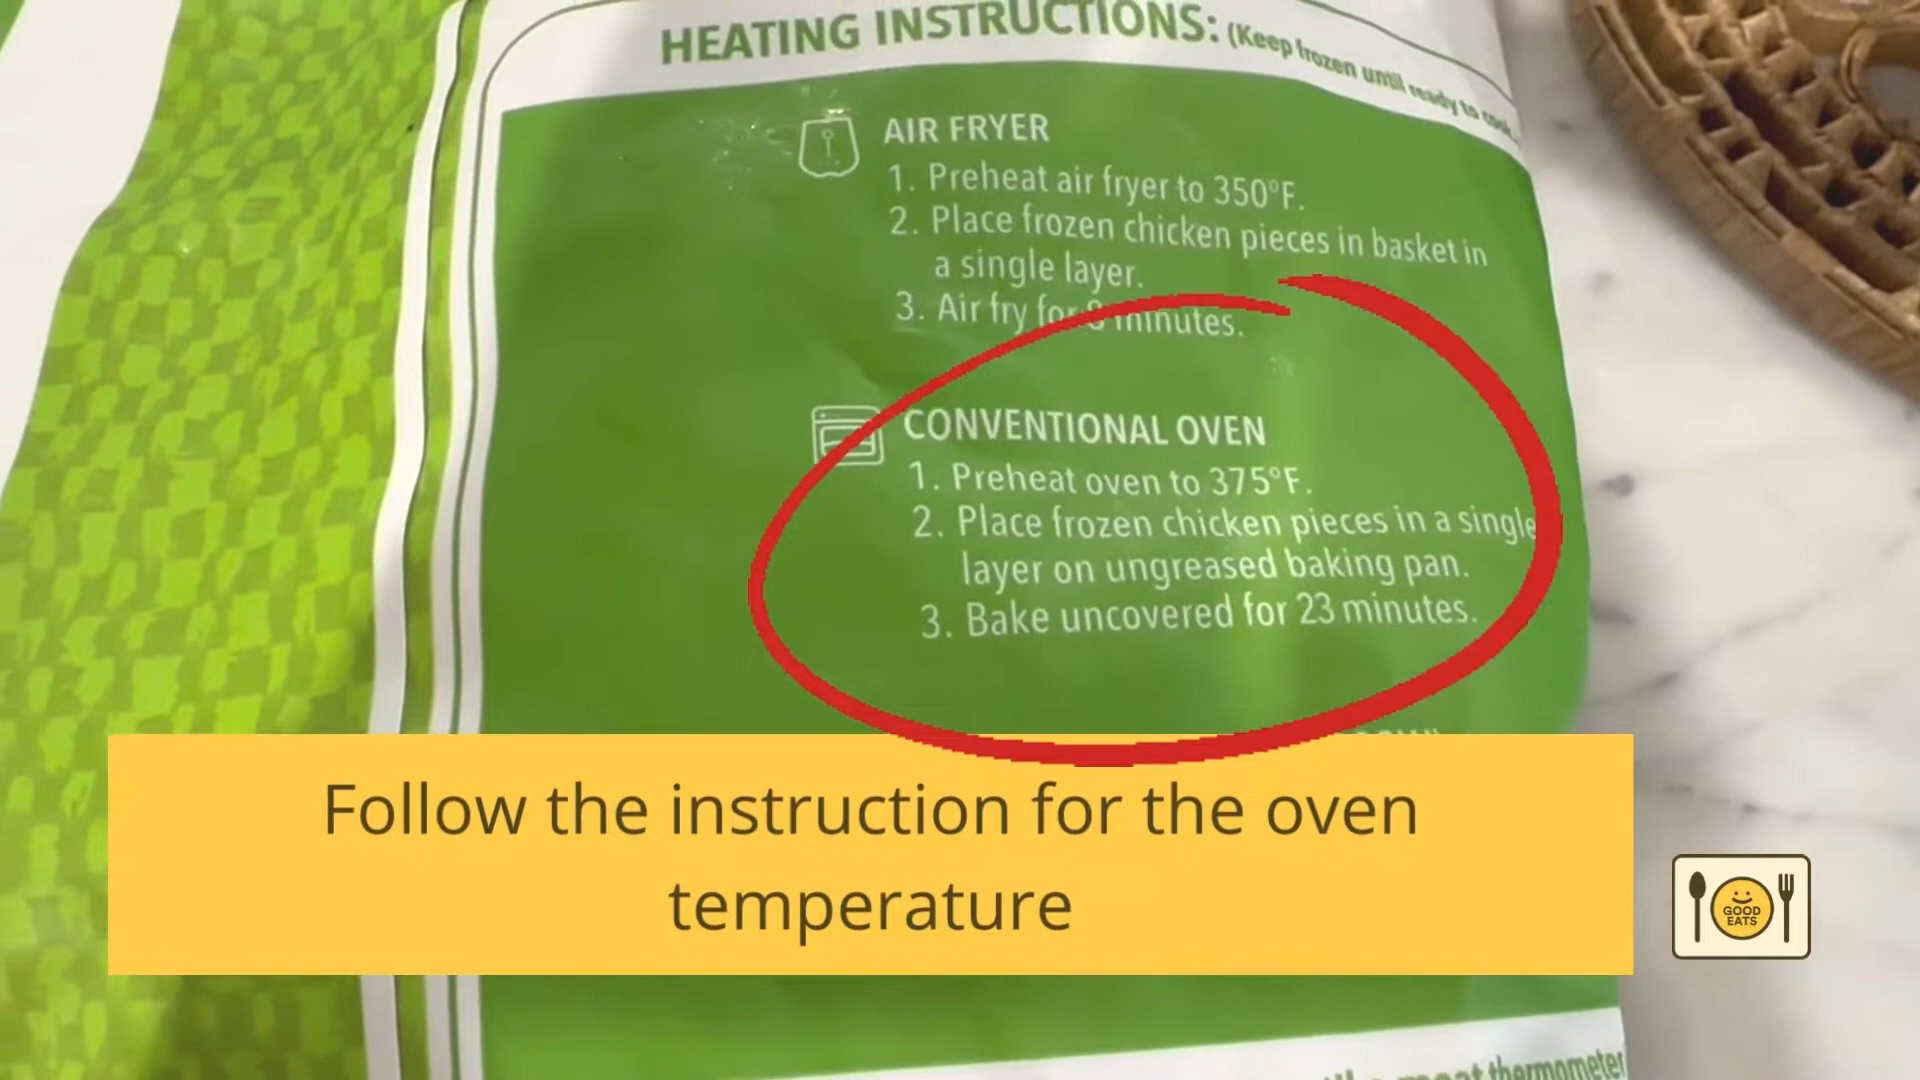 HEATING INSTRUCTIONS: (Keep frozen until ready to cook.
AIR FRYER
1. Preheat air fryer to 350°F.
2. Place frozen chicken pieces in basket in
a single layer.
3. Air fry for 8 minutes.
CONVENTIONAL OVEN
1. Preheat oven to 375°F.
2. Place frozen chicken pieces in a single
layer on ungreased baking pan.
3. Bake uncovered for 23 minutes.
Follow the instruction for the oven
temperature
GOOD
EATS
meat thermometer